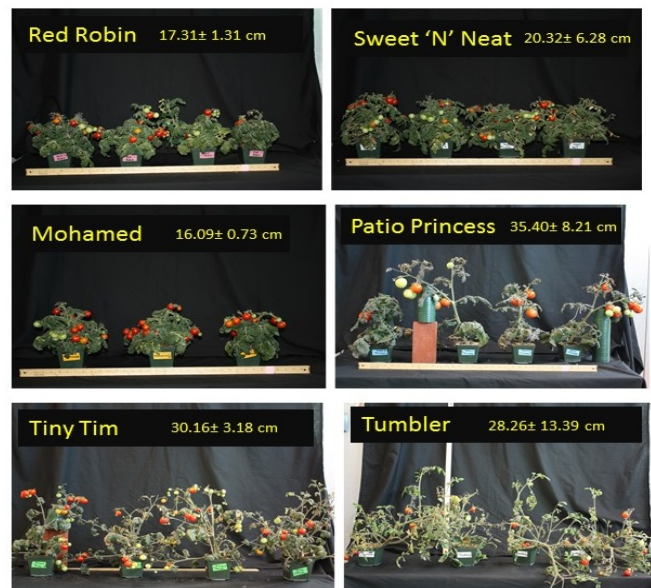 Red Robin 17.31± 1.31 cm
Sweet ‘N’ Neat 20.32± 6.28 cm
Mohamed 16.09± 0.73 cm
Patio Princess 35.40± 8.21 cm
Tiny Tim 30.16± 3.18 cm
Tumbler 28.26± 13.39 cm